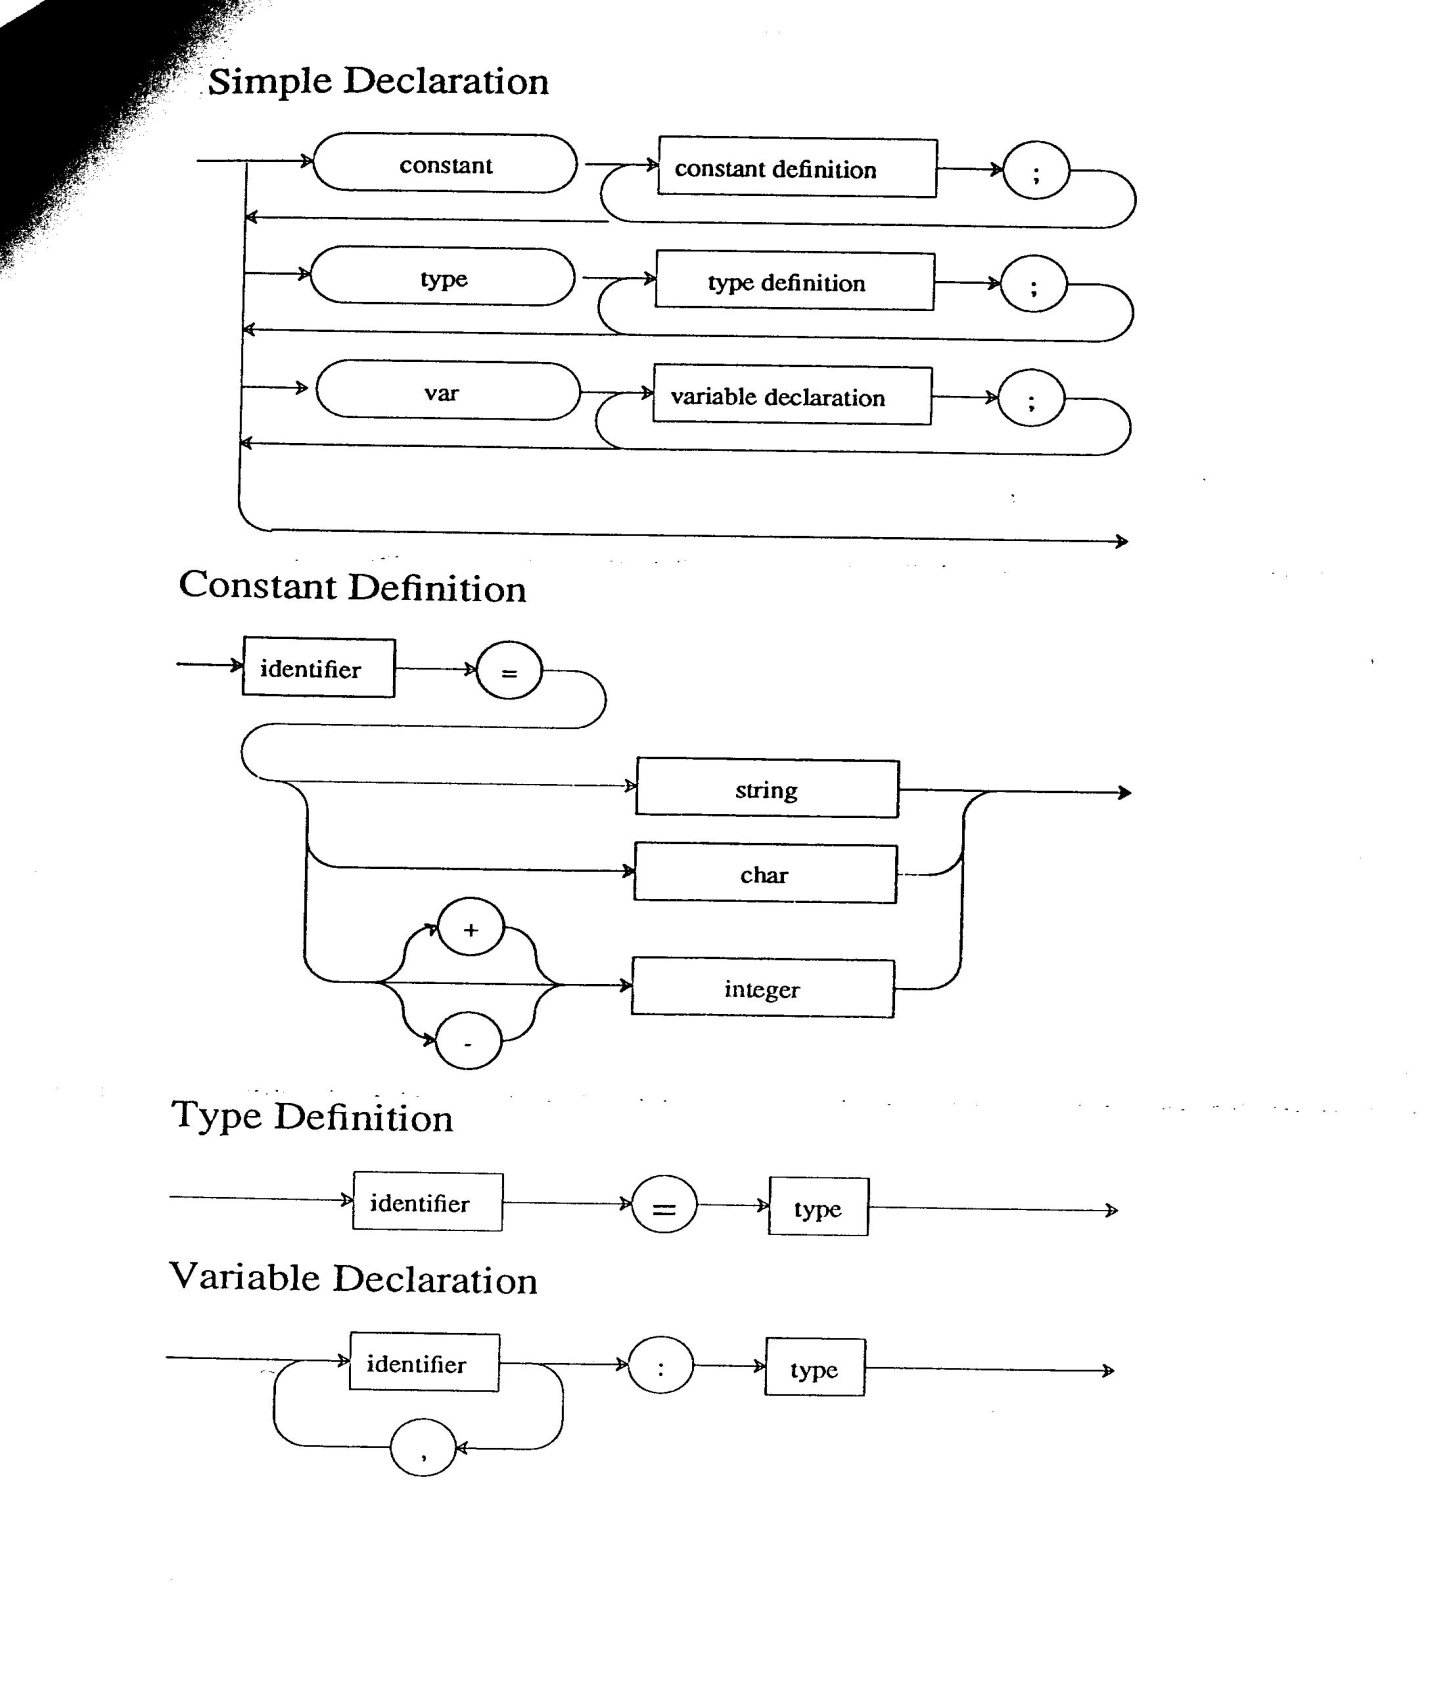 Simple Declaration
constant constant definition ;
type type definition ;
var variable declaration ;
Constant Definition
identifier =
string
char
+
integer
-
Type Definition
identifier = type
Variable Declaration
identifier : type
,